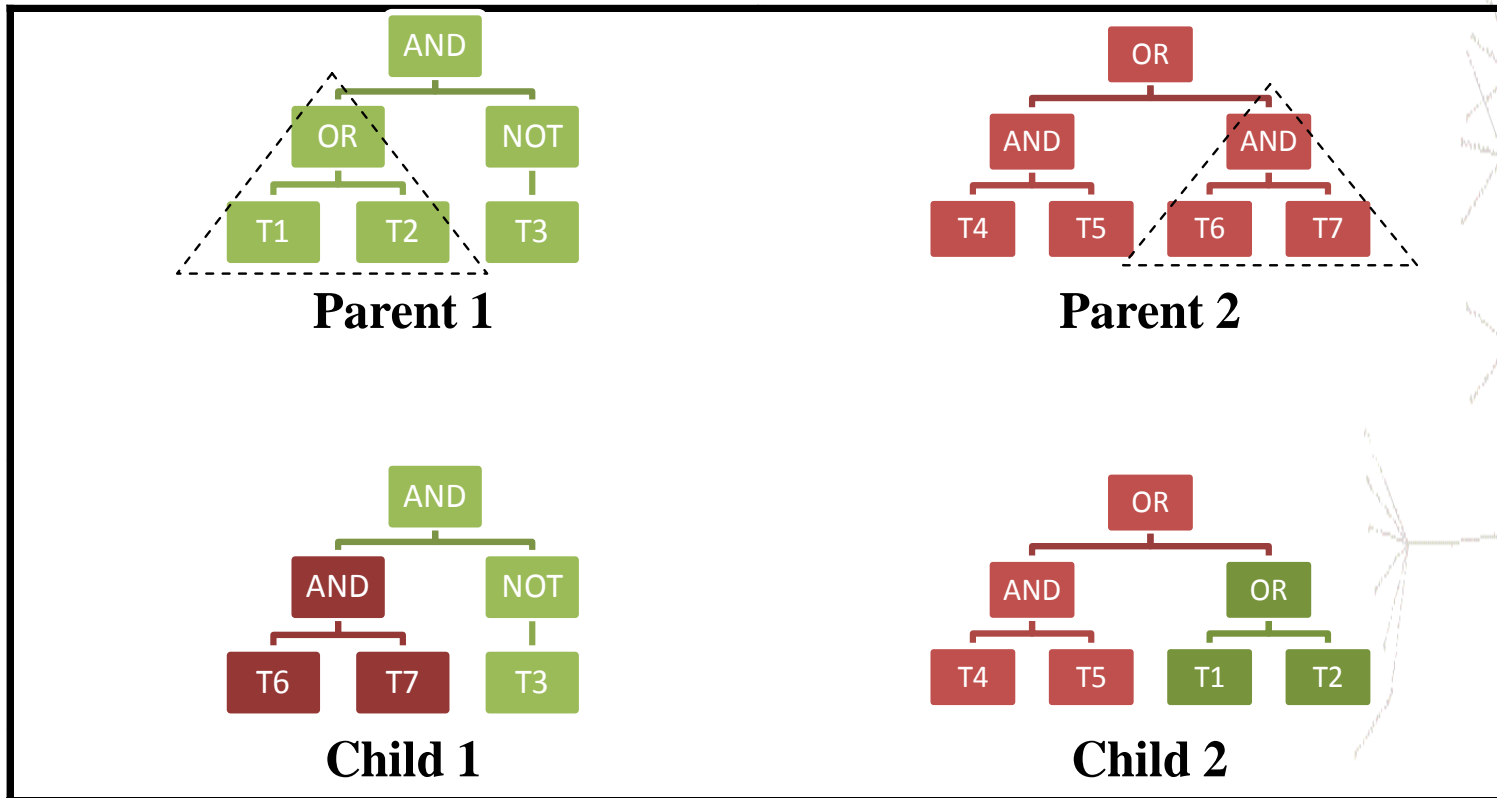 AND
OR NOT
T1 T2 T3
Parent 1
OR
AND AND
T4 T5 T6 T7
Parent 2
AND
AND NOT
T6 T7 T3
Child 1
OR
AND OR
T4 T5 T1 T2
Child 2